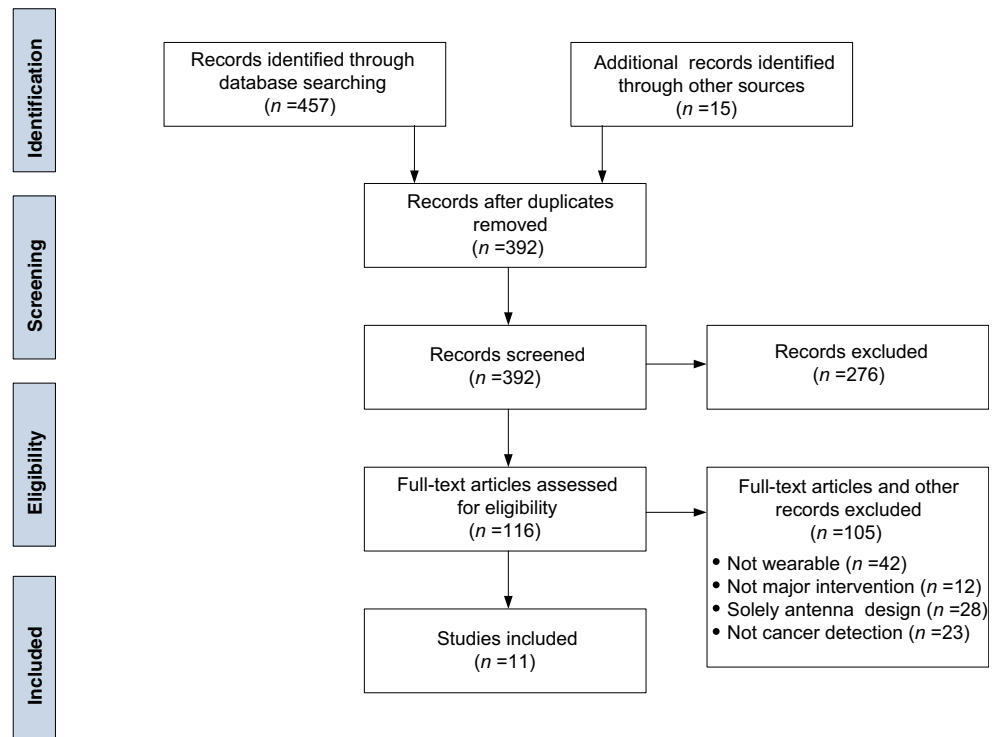 Identification
Records identified through
database searching
(n =457)
Additional records identified
through other sources
(n =15)
Records after duplicates
removed
(n =392)
Screening
Records screened
(n =392)
Records excluded
(n =276)
Eligibility
Full-text articles assessed
for eligibility
(n =116)
Full-text articles and other
records excluded
(n =105)
• Not wearable (n =42)
• Not major intervention (n =12)
• Solely antenna design (n =28)
• Not cancer detection (n =23)
Included
Studies included
(n =11)